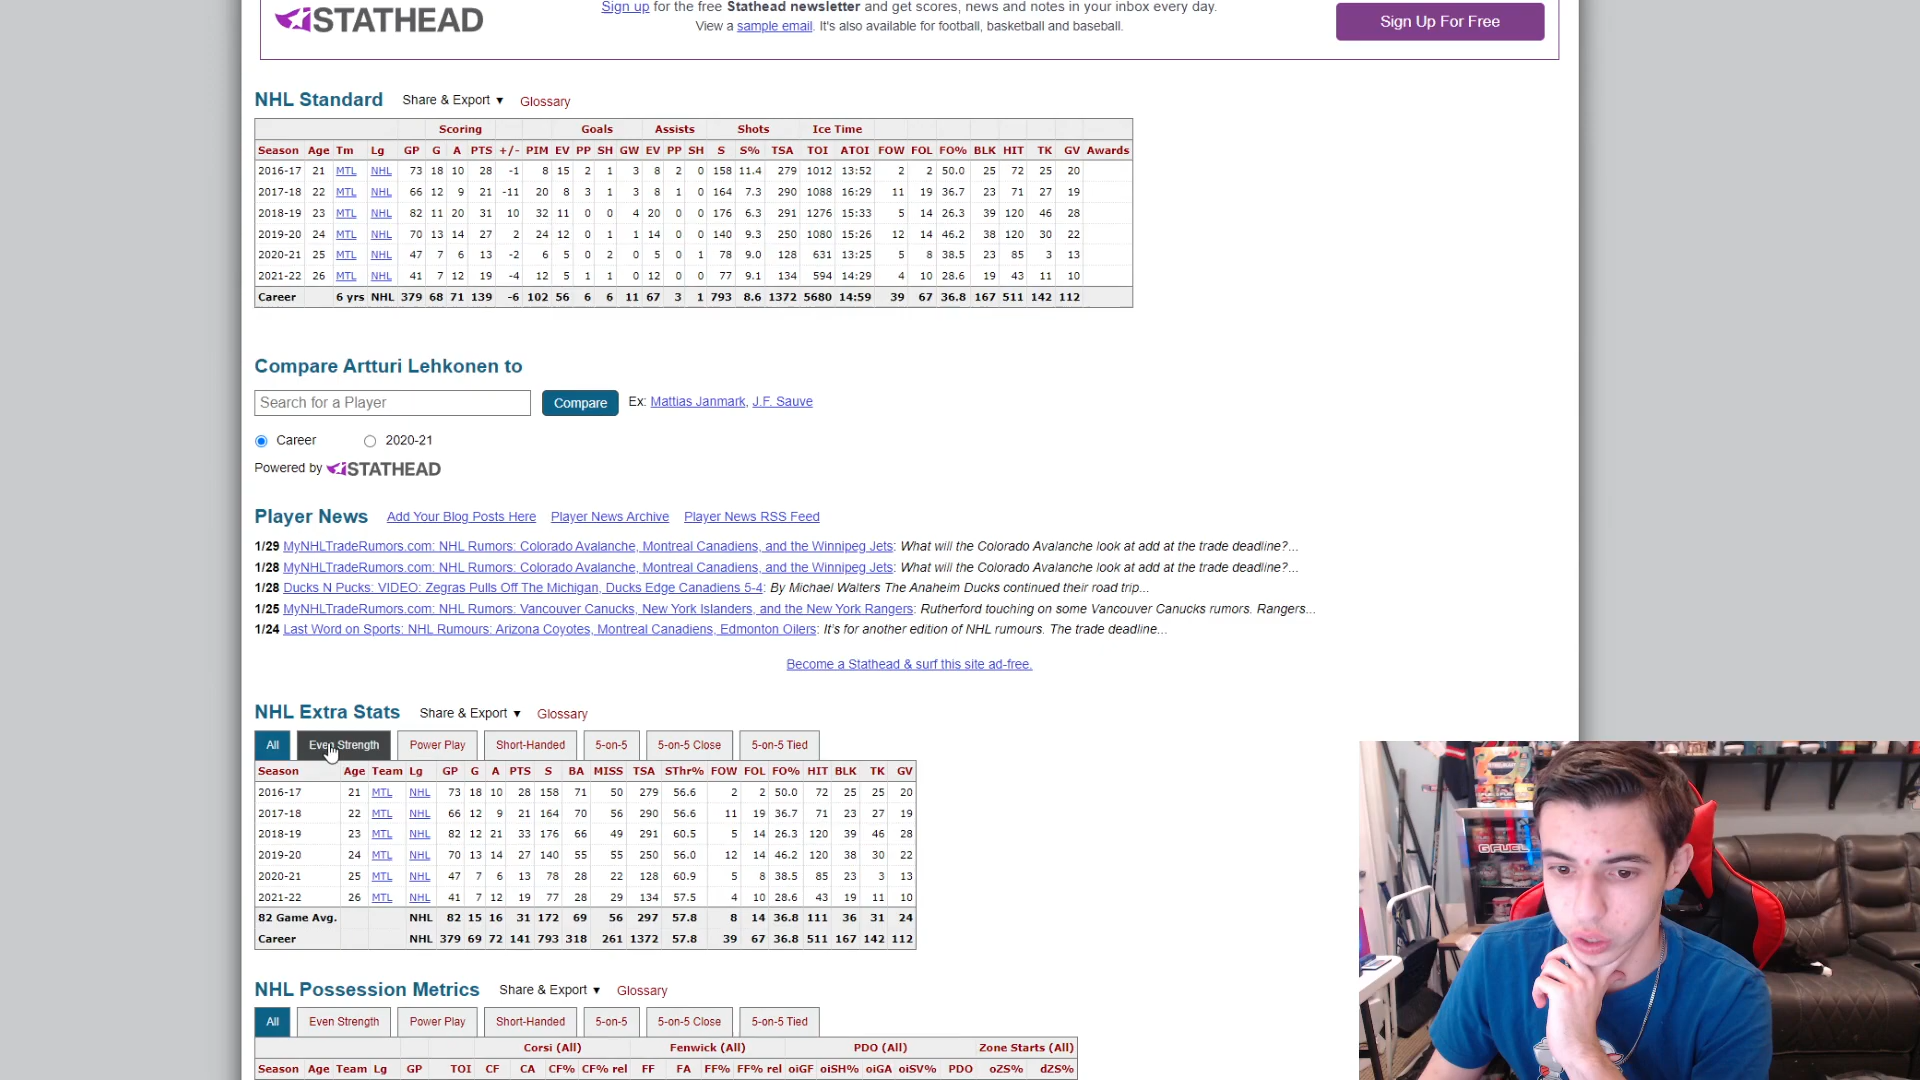 STATHEAD
Sign up for the free Stathead newsletter and get scores, news and notes in your inbox every day.
View a sample email. It's also available for football, basketball and baseball.
Sign Up For Free
NHL Standard Share & Export ▼ Glossary
Scoring Goals Assists Shots Ice Time
Season Age Tm Lg GP G A PTS +/- PIM EV PP SH GW EV PP SH S S% TSA TOI ATOI FOW FOL FO% BLK HIT TK GV Awards
2016-17 21 MTL NHL 73 18 10 28 -1 8 15 2 1 3 8 2 0 158 11.4 279 1012 13:52 2 2 50.0 25 72 25 20
2017-18 22 MTL NHL 66 12 9 21 -11 20 8 3 1 3 8 1 0 164 7.3 290 1088 16:29 11 19 36.7 23 71 27 19
2018-19 23 MTL NHL 82 11 20 31 10 32 11 0 0 4 20 0 0 176 6.3 291 1276 15:33 5 14 26.3 39 120 46 28
2019-20 24 MTL NHL 70 13 14 27 2 24 12 0 1 1 14 0 0 140 9.3 250 1080 15:26 12 14 46.2 38 120 30 22
2020-21 25 MTL NHL 47 7 6 13 -2 6 5 0 2 0 5 0 1 78 9.0 128 631 13:25 5 8 38.5 23 85 3 13
2021-22 26 MTL NHL 41 7 12 19 -4 12 5 1 1 0 12 0 0 77 9.1 134 594 14:29 4 10 28.6 19 43 11 10
Career 6 yrs NHL 379 68 71 139 -6 102 56 6 6 11 67 3 1 793 8.6 1372 5680 14:59 39 67 36.8 167 511 142 112
Compare Artturi Lehkonen to
Search for a Player Compare Ex: Mattias Janmark, J.F. Sauve
Career 2020-21
Powered by STATHEAD
Player News Add Your Blog Posts Here Player News Archive Player News RSS Feed
1/29 MyNHLTradeRumors.com: NHL Rumors: Colorado Avalanche, Montreal Canadiens, and the Winnipeg Jets: What will the Colorado Avalanche look at add at the trade deadline?...
1/28 MyNHLTradeRumors.com: NHL Rumors: Colorado Avalanche, Montreal Canadiens, and the Winnipeg Jets: What will the Colorado Avalanche look at add at the trade deadline?...
1/28 Ducks N Pucks: VIDEO: Zegras Pulls Off The Michigan, Ducks Edge Canadiens 5-4: By Michael Walters The Anaheim Ducks continued their road trip...
1/25 MyNHLTradeRumors.com: NHL Rumors: Vancouver Canucks, New York Islanders, and the New York Rangers: Rutherford touching on some Vancouver Canucks rumors. Rangers...
1/24 Last Word on Sports: NHL Rumours: Arizona Coyotes, Montreal Canadiens, Edmonton Oilers: It's for another edition of NHL rumours. The trade deadline...
Become a Stathead & surf this site ad-free.
NHL Extra Stats Share & Export ▼ Glossary
All Even Strength Power Play Short-Handed 5-on-5 5-on-5 Close 5-on-5 Tied
Season Age Team Lg GP G A PTS S BA MISS TSA SThr% FOW FOL FO% HIT BLK TK GV
2016-17 21 MTL NHL 73 18 10 28 158 71 50 279 56.6 2 2 50.0 72 25 25 20
2017-18 22 MTL NHL 66 12 9 21 164 70 56 290 56.6 11 19 36.7 71 23 27 19
2018-19 23 MTL NHL 82 12 21 33 176 66 49 291 60.5 5 14 26.3 120 39 46 28
2019-20 24 MTL NHL 70 13 14 27 140 55 55 250 56.0 12 14 46.2 120 38 30 22
2020-21 25 MTL NHL 47 7 6 13 78 28 22 128 60.9 5 8 38.5 85 23 3 13
2021-22 26 MTL NHL 41 7 12 19 77 28 29 134 57.5 4 10 28.6 43 19 11 10
82 Game Avg. NHL 82 15 16 31 172 69 56 297 57.8 8 14 36.8 111 36 31 24
Career NHL 379 69 72 141 793 318 261 1372 57.8 39 67 36.8 511 167 142 112
NHL Possession Metrics Share & Export ▼ Glossary
All Even Strength Power Play Short-Handed 5-on-5 5-on-5 Close 5-on-5 Tied
Corsi (All) Fenwick (All) PDO (All) Zone Starts (All)
Season Age Team Lg GP TOI CF CA CF% CF% rel FF FA FF% FF% rel oiGF oiSH% oiGA oiSV% PDO oZS% dZS%
GFUEL